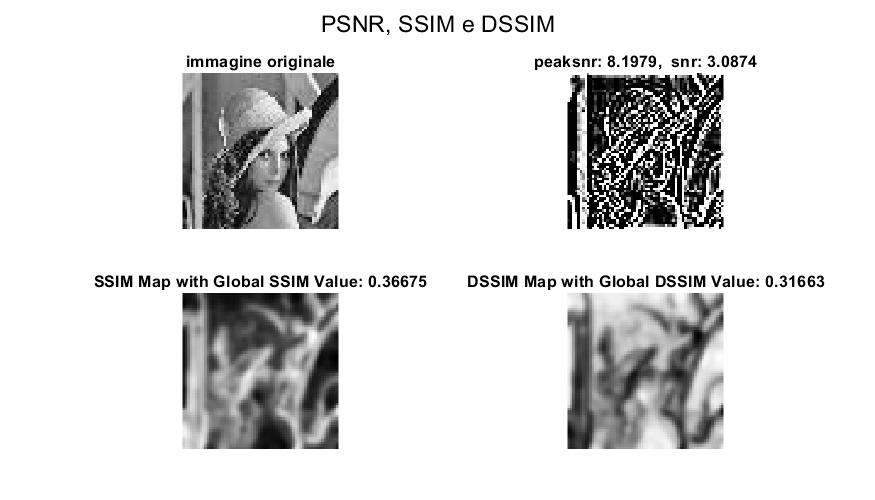 PSNR, SSIM e DSSIM
immagine originale
peaksnr: 8.1979,  snr: 3.0874
SSIM Map with Global SSIM Value: 0.36675
DSSIM Map with Global DSSIM Value: 0.31663